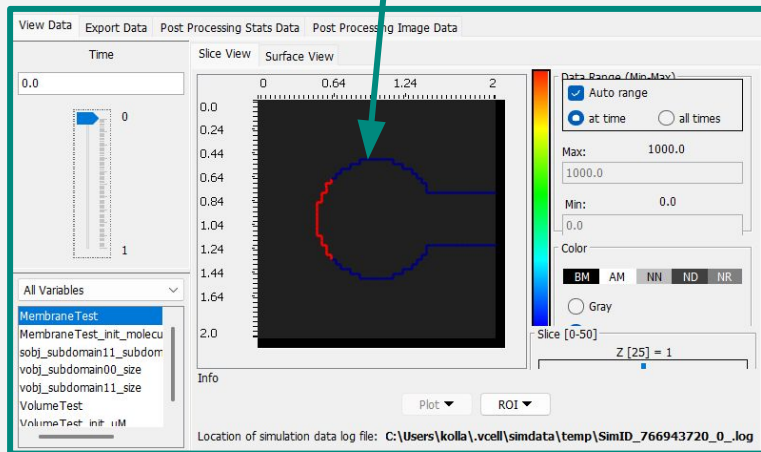 View Data Export Data Post Processing Stats Data Post Processing Image Data
Time
0.0
0
1
All Variables
MembraneTest
MembraneTest_init_molecu
sobj_subdomain11_subdom
vobj_subdomain00_size
vobj_subdomain11_size
VolumeTest
VolumeTest_init_uM
Slice View Surface View
0 0.64 1.24 2
0.0
0.24
0.44
0.64
0.84
1.04
1.24
1.44
1.64
2.0
Data Range (Min-Max)
Auto range
at time all times
Max: 1000.0
1000.0
Min: 0.0
0.0
Color
BM AM NN ND NR
Gray
Slice [0-50]
Z [25] = 1
Info
Plot ROI
Location of simulation data log file: C:\Users\kolla\.vcell\simdata\temp\SimID_766943720_0_.log